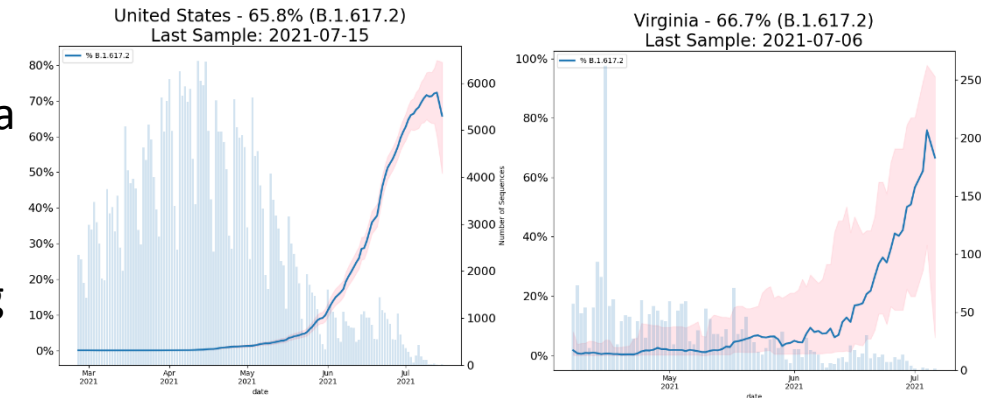 United States - 65.8% (B.1.617.2)
Last Sample: 2021-07-15
% B.1.617.2
80%
70%
60%
50%
40%
30%
20%
10%
0%
6000
5000
4000
3000
2000
1000
0
Number of Sequences
Mar
2021
Apr
2021
May
2021
Jun
2021
Jul
2021
date
Virginia - 66.7% (B.1.617.2)
Last Sample: 2021-07-06
% B.1.617.2
100%
80%
60%
40%
20%
0%
250
200
150
100
50
0
May
2021
Jun
2021
Jul
2021
date
a
g